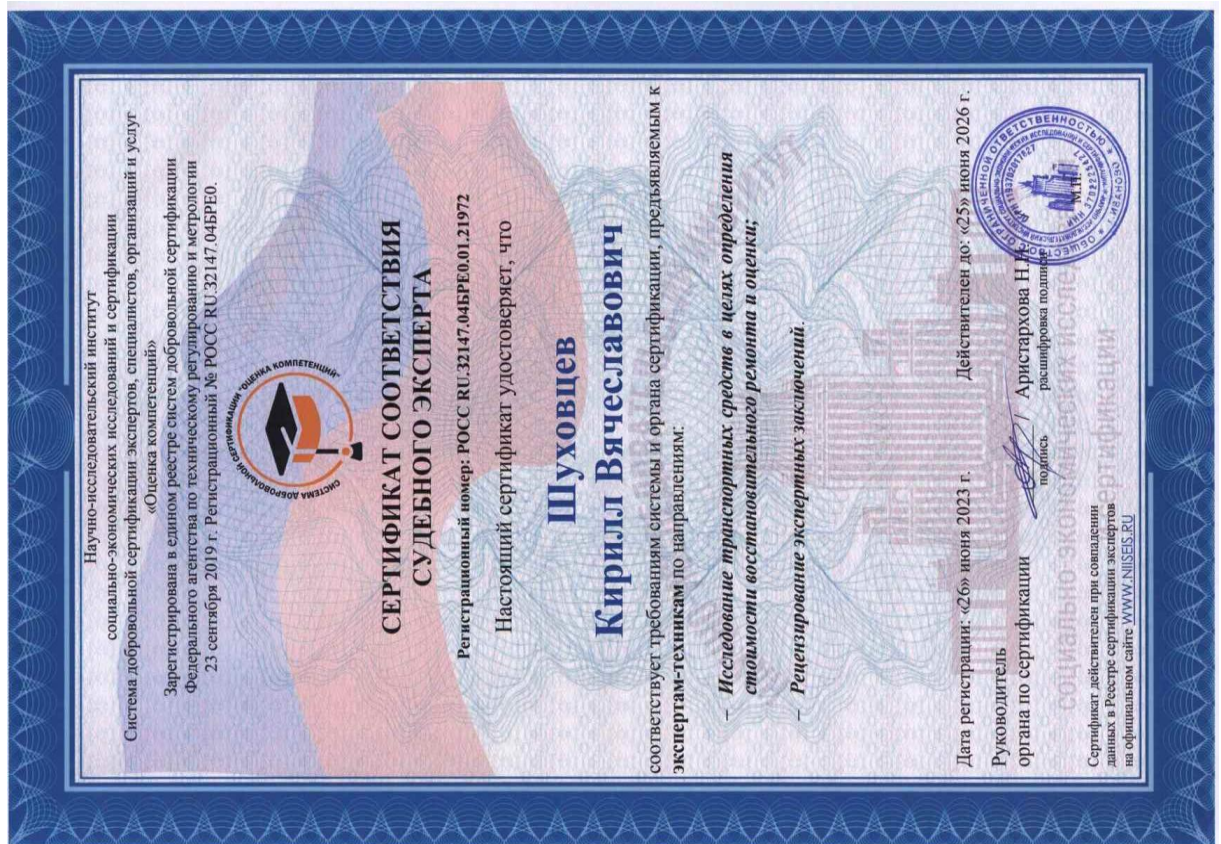 Научно-исследовательский институт
социально-экономических исследований и сертификации
Система добровольной сертификации экспертов, специалистов, организаций и услуг
«Оценка компетенций»
Зарегистрирована в едином реестре систем добровольной сертификации
Федерального агентства по техническому регулированию и метрологии
23 сентября 2019 г. Регистрационный № РОСС RU.32147.04БРЕ0.
СИСТЕМА ДОБРОВОЛЬНОЙ СЕРТИФИКАЦИИ "ОЦЕНКА КОМПЕТЕНЦИЙ"
СЕРТИФИКАТ СООТВЕТСТВИЯ
СУДЕБНОГО ЭКСПЕРТА
Регистрационный номер: РОСС RU.32147.04БРЕ0.01.21972
Настоящий сертификат удостоверяет, что
Шуховцев
Кирилл Вячеславович
соответствует требованиям системы и органа сертификации, предъявляемым к
экспертам-техникам по направлениям:
– Исследование транспортных средств в целях определения
стоимости восстановительного ремонта и оценки;
– Рецензирование экспертных заключений.
Дата регистрации: «26» июня 2023 г. Действителен до: «25» июня 2026 г.
Руководитель
органа по сертификации Аристархова Н.И.
подпись расшифровка подписи
М.П.
ОБЩЕСТВО С ОГРАНИЧЕННОЙ ОТВЕТСТВЕННОСТЬЮ
г. ИВАНОВО
Сертификат действителен при совпадении
данных в Реестре сертификации экспертов
на официальном сайте WWW.NIISEIS.RU